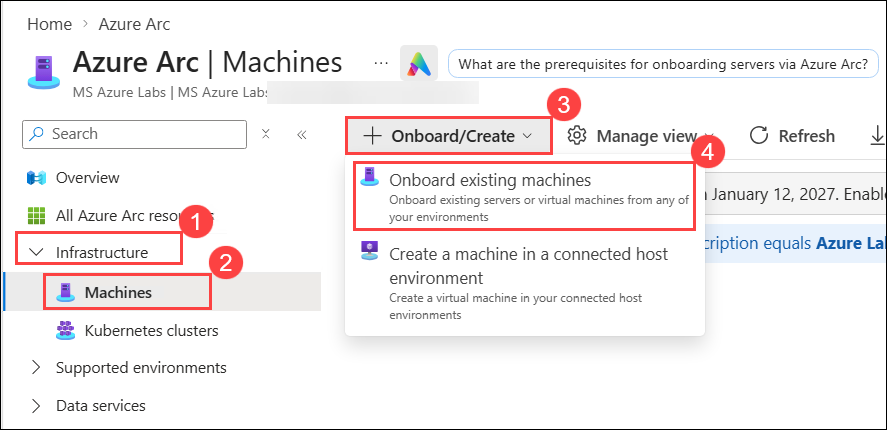 Home > Azure Arc
Azure Arc | Machines ...
What are the prerequisites for onboarding servers via Azure Arc?
MS Azure Labs | MS Azure Labs
Search
Overview
All Azure Arc
1
Infrastructure
2
Machines
Kubernetes clusters
Supported environments
Data services
3
Onboard/Create
Manage view
Refresh
4
Onboard existing machines
Onboard existing servers or virtual machines from any of
your environments
Create a machine in a connected host
environment
Create a virtual machine in your connected host
environments
January 12, 2027.
equals Azure